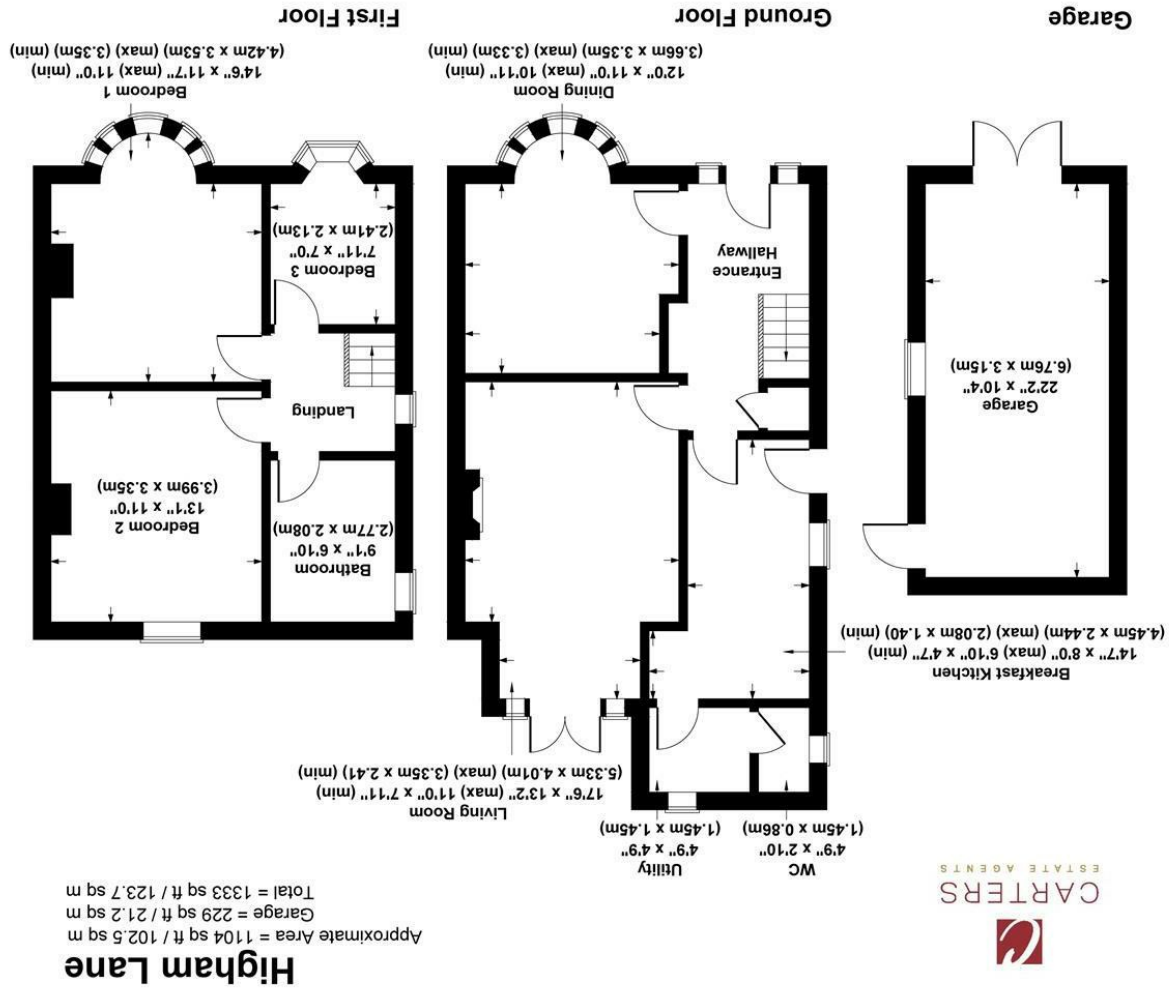 Higham Lane
Approximate Area = 1104 sq ft / 102.5 sq m
Garage = 229 sq ft / 21.2 sq m
Total = 1333 sq ft / 123.7 sq m
CARTERS
ESTATE AGENTS
WC
4'9" x 2'10"
(1.45m x 0.86m)
Utility
4'9" x 4'9"
(1.45m x 1.45m)
Living Room
17'6" x 13'2" (max) 11'0" x 7'11" (min)
(5.33m x 4.01m) (max) (3.35m x 2.41) (min)
Breakfast Kitchen
14'7" x 8'0" (max) 6'10" x 4'7" (min)
(4.45m x 2.44m) (max) (2.08m x 1.40) (min)
Garage
22'2" x 10'4"
(6.76m x 3.15m)
Entrance
Hallway
Dining Room
12'0" x 11'0" (max) 10'11" (min)
(3.66m x 3.35m) (max) (3.33m) (min)
Bathroom
9'1" x 6'10"
(2.77m x 2.08m)
Bedroom 2
13'1" x 11'0"
(3.99m x 3.35m)
Landing
Bedroom 3
7'11" x 7'0"
(2.41m x 2.13m)
Bedroom 1
14'6" x 11'7" (max) 11'0" (min)
(4.42m x 3.53m) (max) (3.35m) (min)
Garage
Ground Floor
First Floor